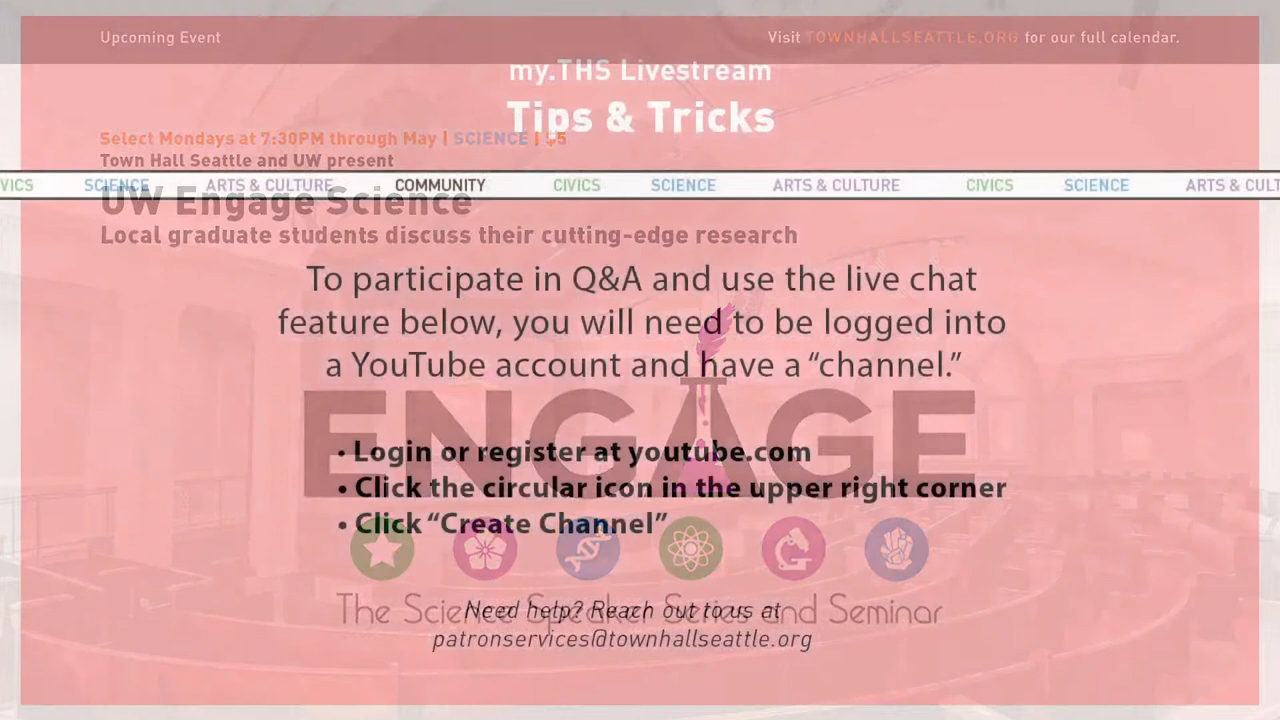 Upcoming Event
Visit TOWNHALLSEATTLE.ORG for our full calendar.
my.THS Livestream
Tips & Tricks
Select Mondays at 7:30PM through May | SCIENCE | $5
Town Hall Seattle and UW present
VICS SCIENCE ARTS & CULTURE COMMUNITY CIVICS SCIENCE ARTS & CULTURE CIVICS SCIENCE ARTS & CULT
UW Engage Science
Local graduate students discuss their cutting-edge research
To participate in Q&A and use the live chat
feature below, you will need to be logged into
a YouTube account and have a “channel.”
ENGAGE
• Login or register at youtube.com
• Click the circular icon in the upper right corner
• Click “Create Channel”
The Science Speaker Series and Seminar
Need help? Reach out to us at
patronservices@townhallseattle.org